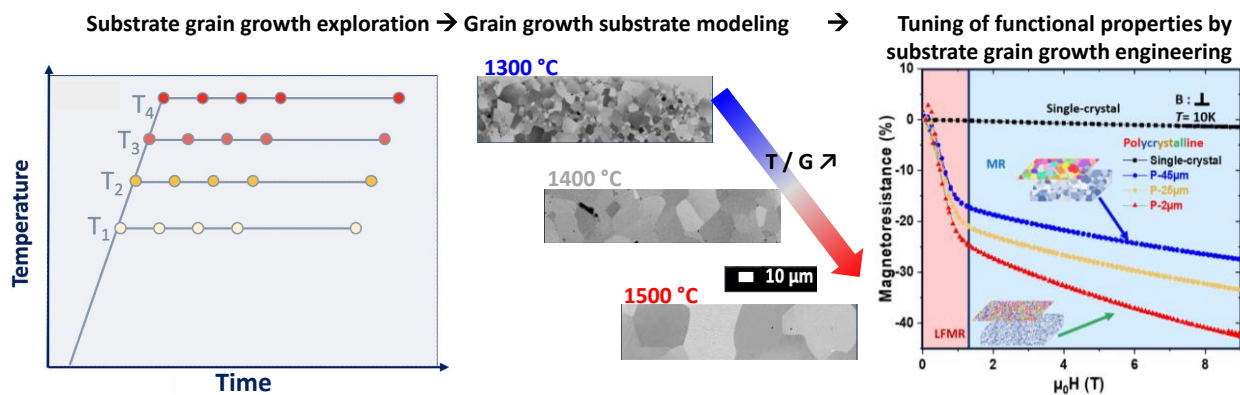 Substrate grain growth exploration → Grain growth substrate modeling → Tuning of functional properties by
substrate grain growth engineering
Temperature
T4
T3
T2
T1
Time
1300 °C
1400 °C
1500 °C
T / G ↗
10 µm
Magnetoresistance (%)
10
0
-10
-20
-30
-40
Single-crystal
B : ⊥
T= 10K
MR
Polycrystalline
Single-crystal
P-45µm
P-25µm
P-2µm
LFMR
0 2 4 6 8
µ₀H (T)